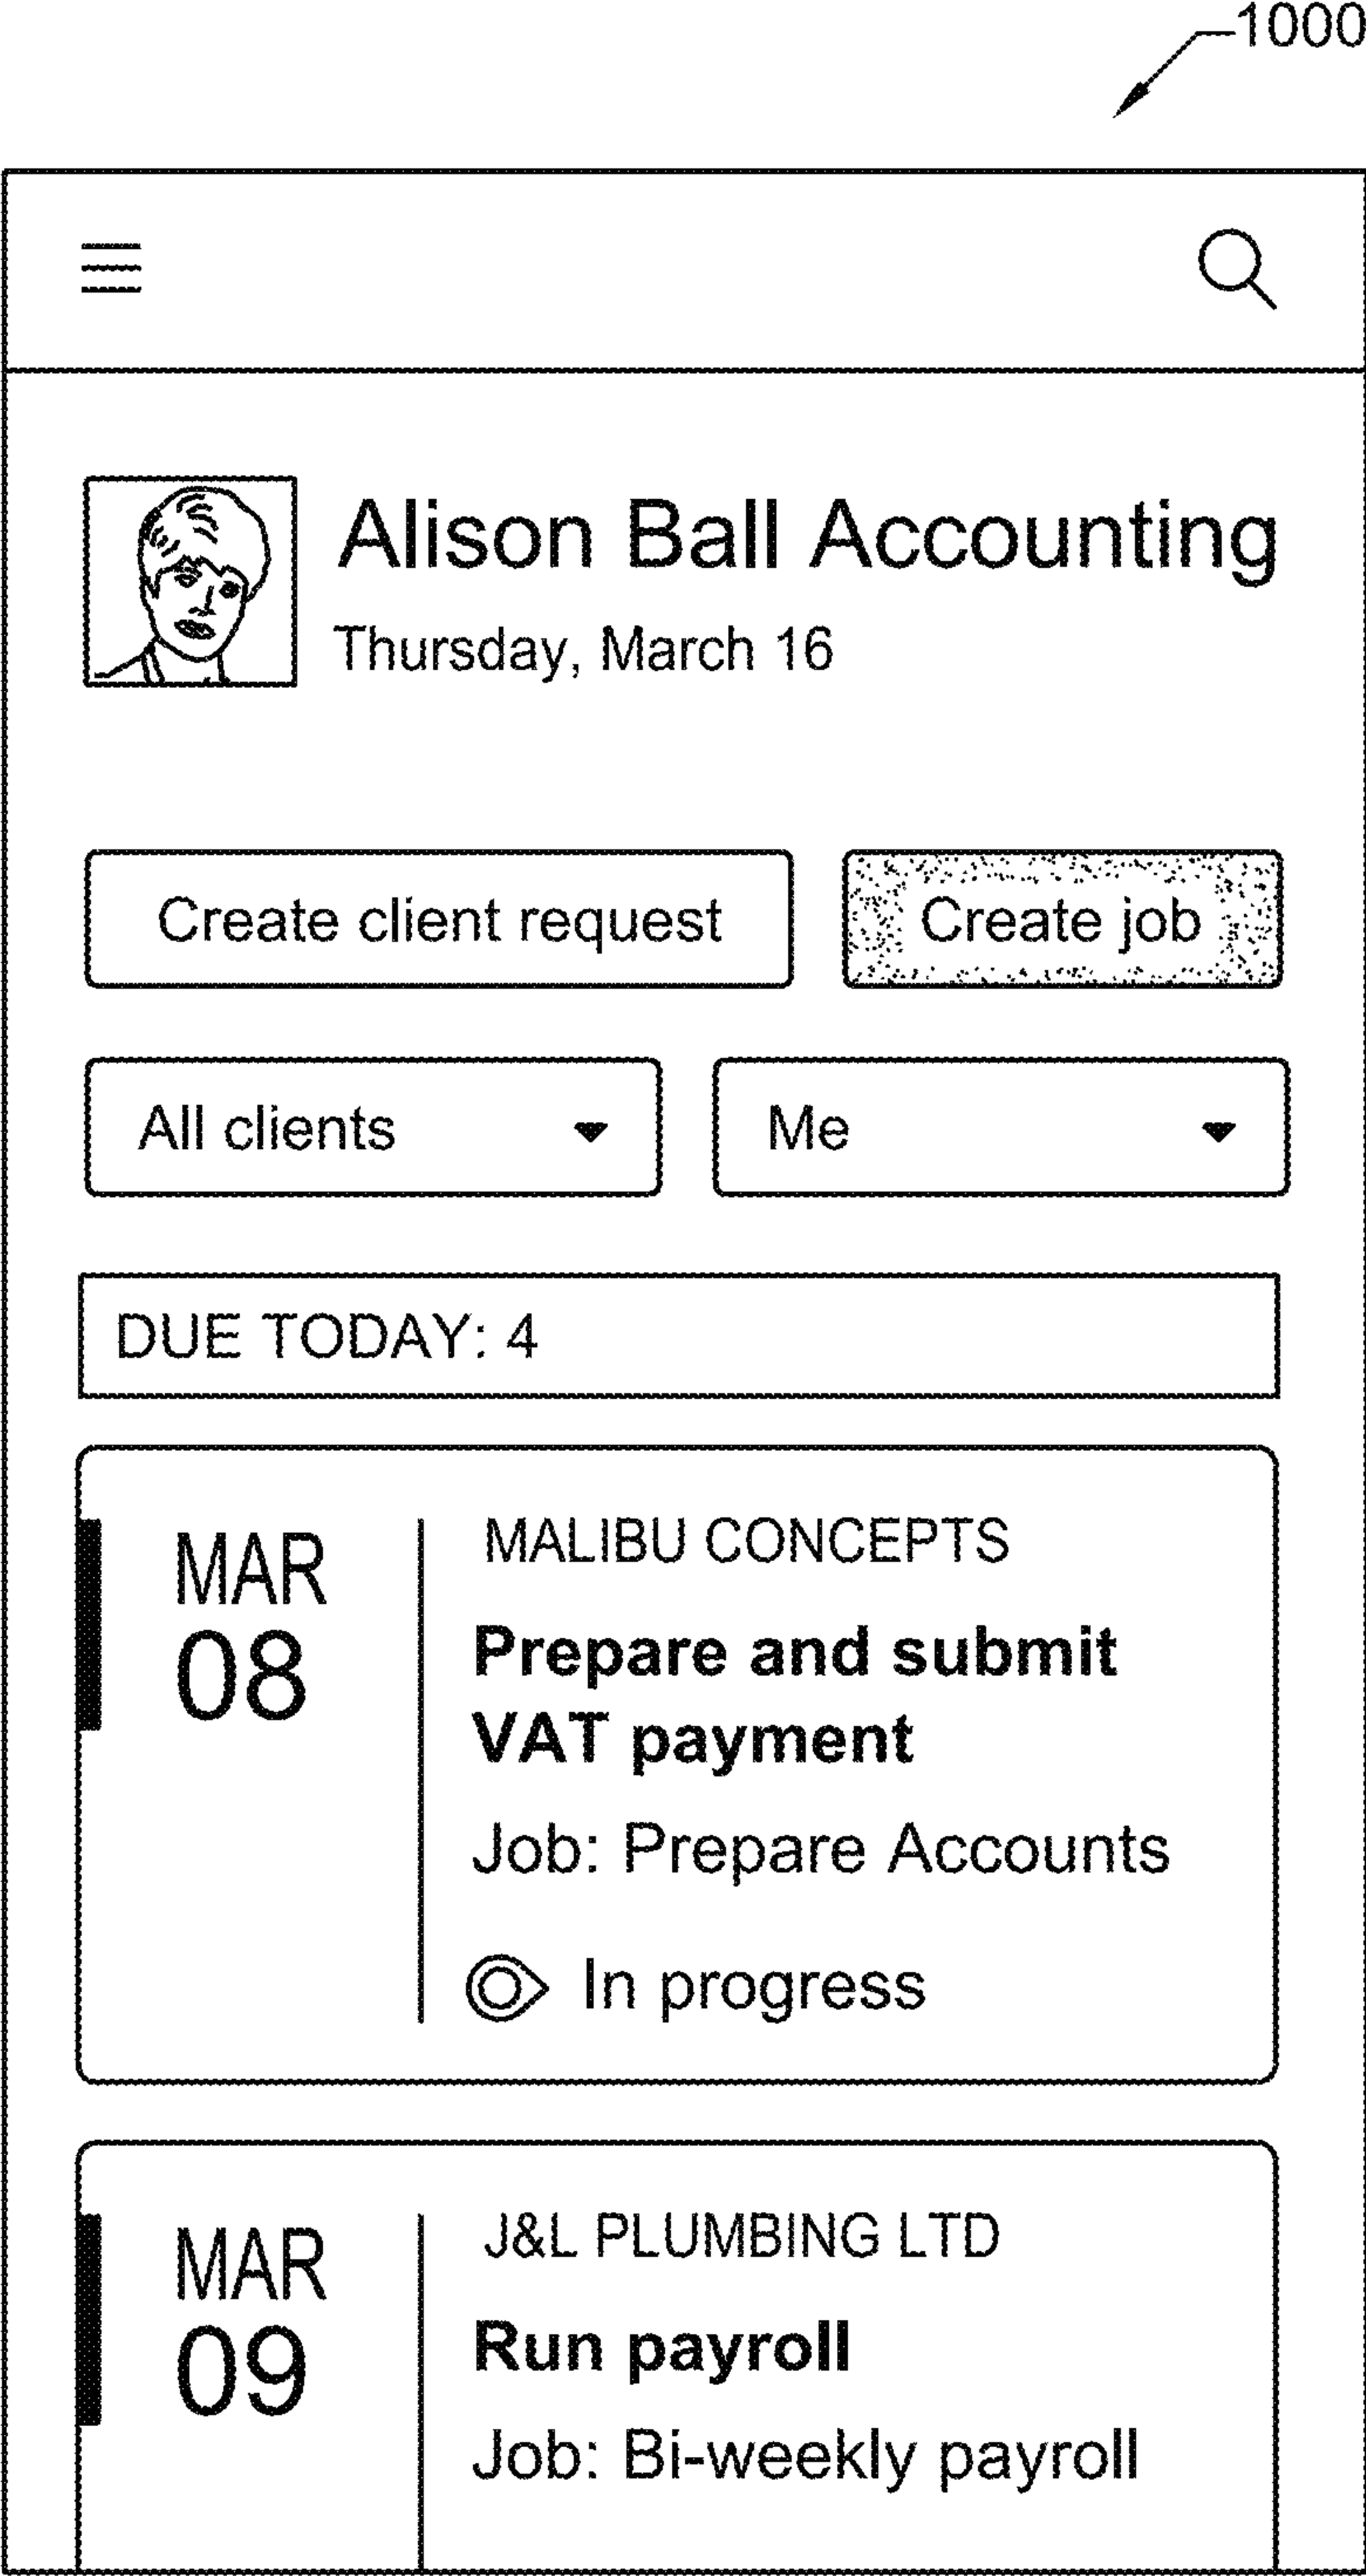 1000
Alison Ball Accounting
Thursday, March 16
Create client request
Create job
All clients
Me
DUE TODAY: 4
MAR
08
MALIBU CONCEPTS
Prepare and submit
VAT payment
Job: Prepare Accounts
In progress
MAR
09
J&L PLUMBING LTD
Run payroll
Job: Bi-weekly payroll